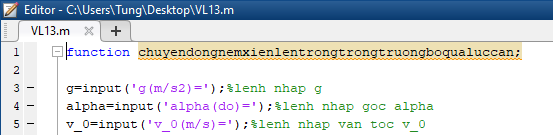 Editor - C:\Users\Tung\Desktop\VL13.m
VL13.m × +
1 function chuyendongnemxienlentrongtrongtruongboqualuccan;
2
3 - g=input('g(m/s2)=');%lenh nhap g
4 - alpha=input('alpha(do)=');%lenh nhap goc alpha
5 - v_0=input('v_0(m/s)=');%lenh nhap van toc v_0